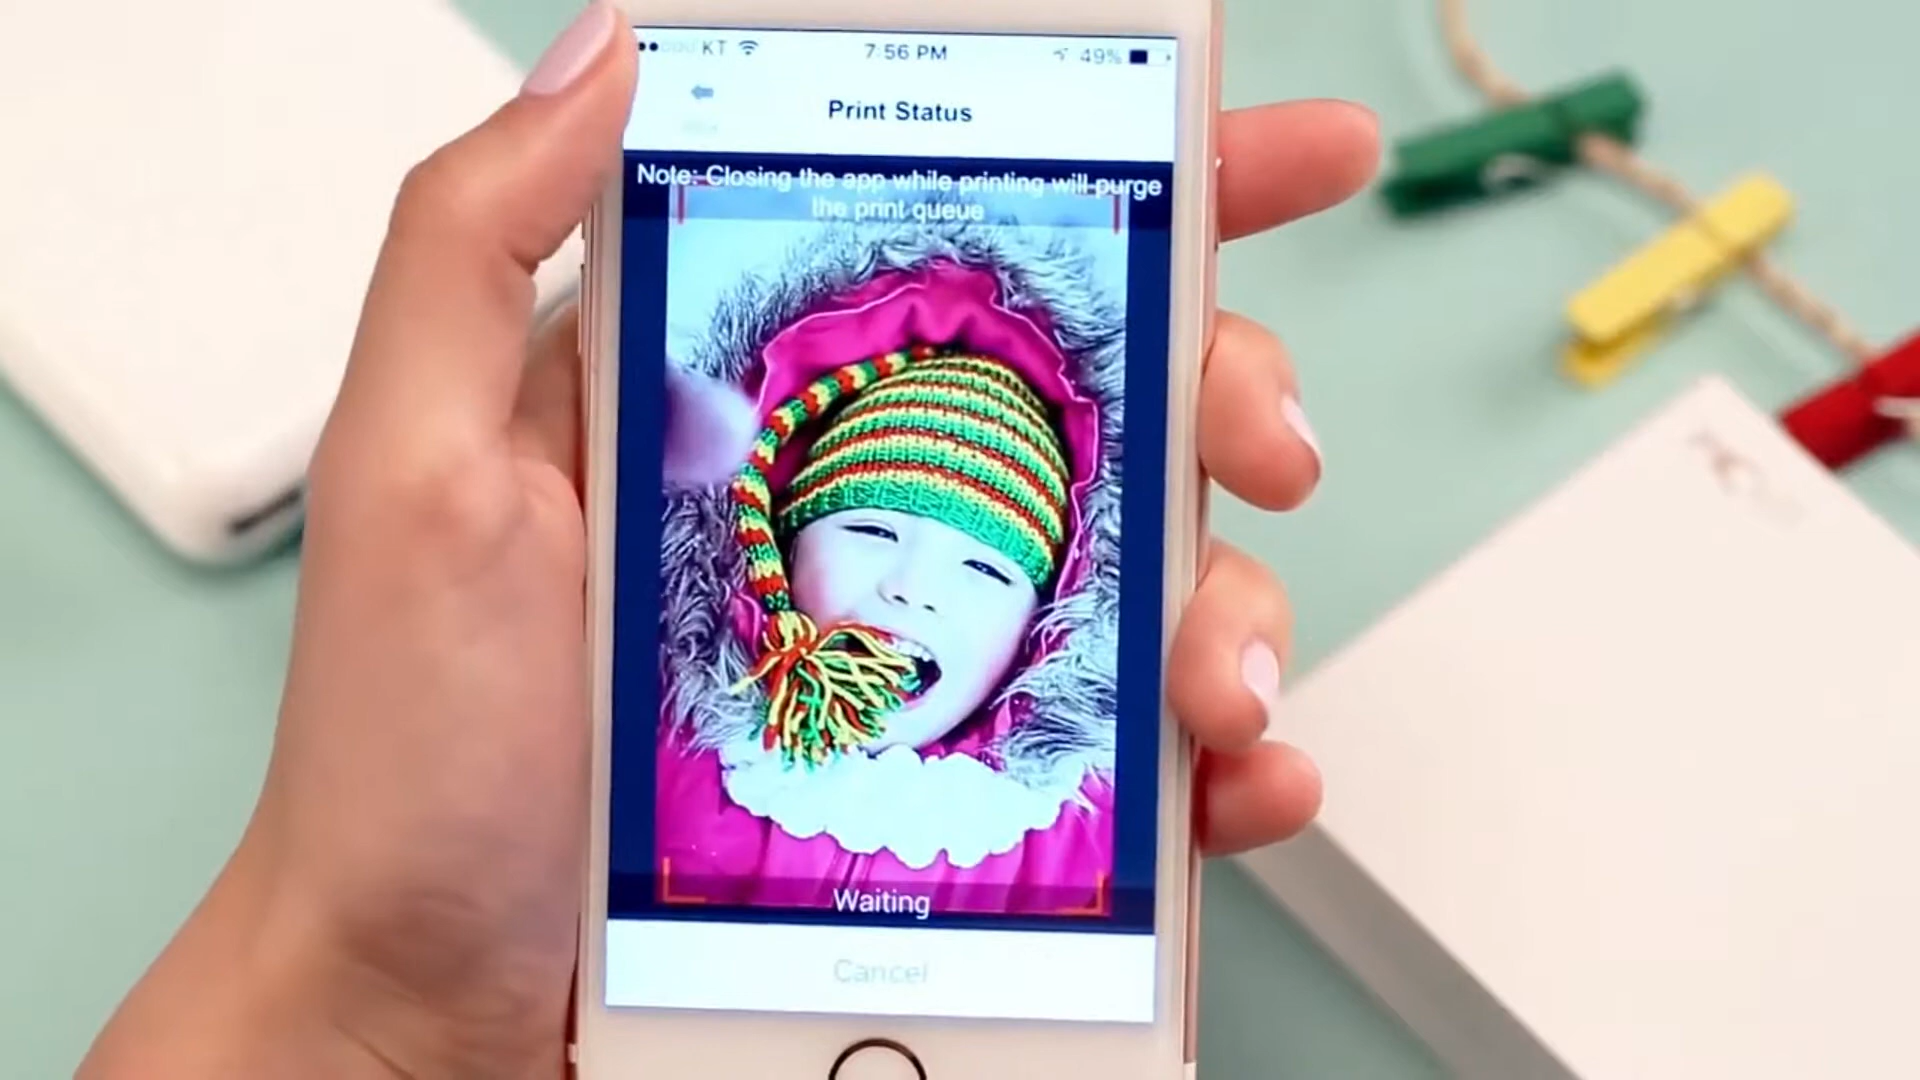 KT 7:56 PM 49%
Print Status
Note: Closing the app while printing will purge
the print queue
Waiting
Cancel